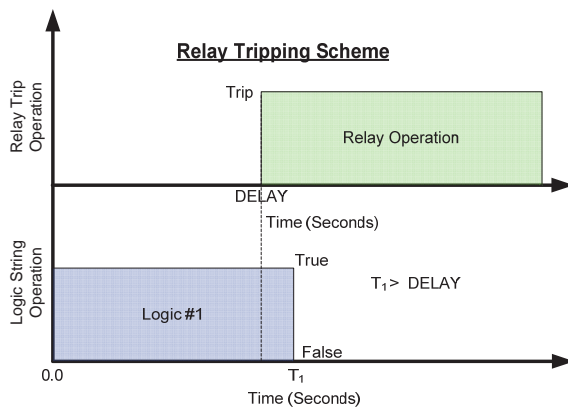 Relay Tripping Scheme
Relay Trip
Operation
Trip
Relay Operation
DELAY
Time (Seconds)
Logic String
Operation
True
T₁ > DELAY
Logic #1
False
0.0
T₁
Time (Seconds)